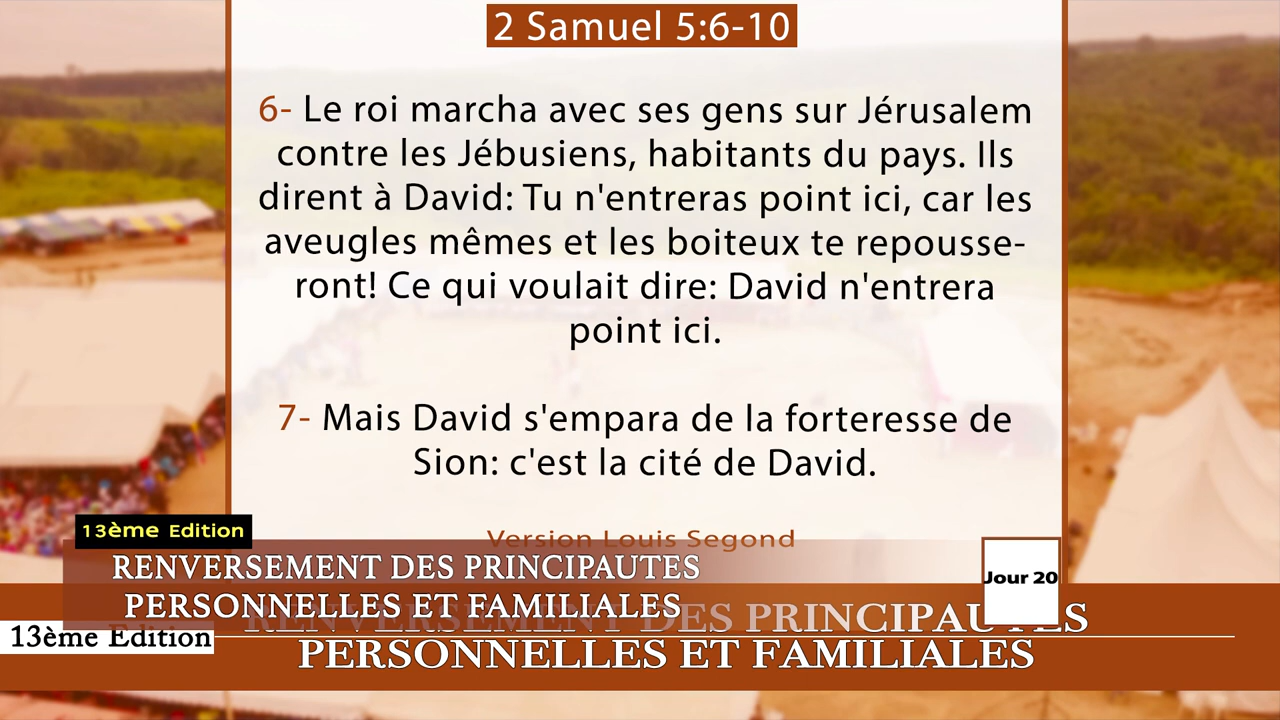 2 Samuel 5:6-10
6- Le roi marcha avec ses gens sur Jérusalem
contre les Jébusiens, habitants du pays. Ils
dirent à David: Tu n'entreras point ici, car les
aveugles mêmes et les boiteux te repousse-
ront! Ce qui voulait dire: David n'entrera
point ici.
7- Mais David s'empara de la forteresse de
Sion: c'est la cité de David.
Version Louis Segond
13ème Edition
RENVERSEMENT DES PRINCIPAUTES
PERSONNELLES ET FAMILIALES
Jour 20
13ème Edition
RENVERSEMENT DES PRINCIPAUTES
PERSONNELLES ET FAMILIALES